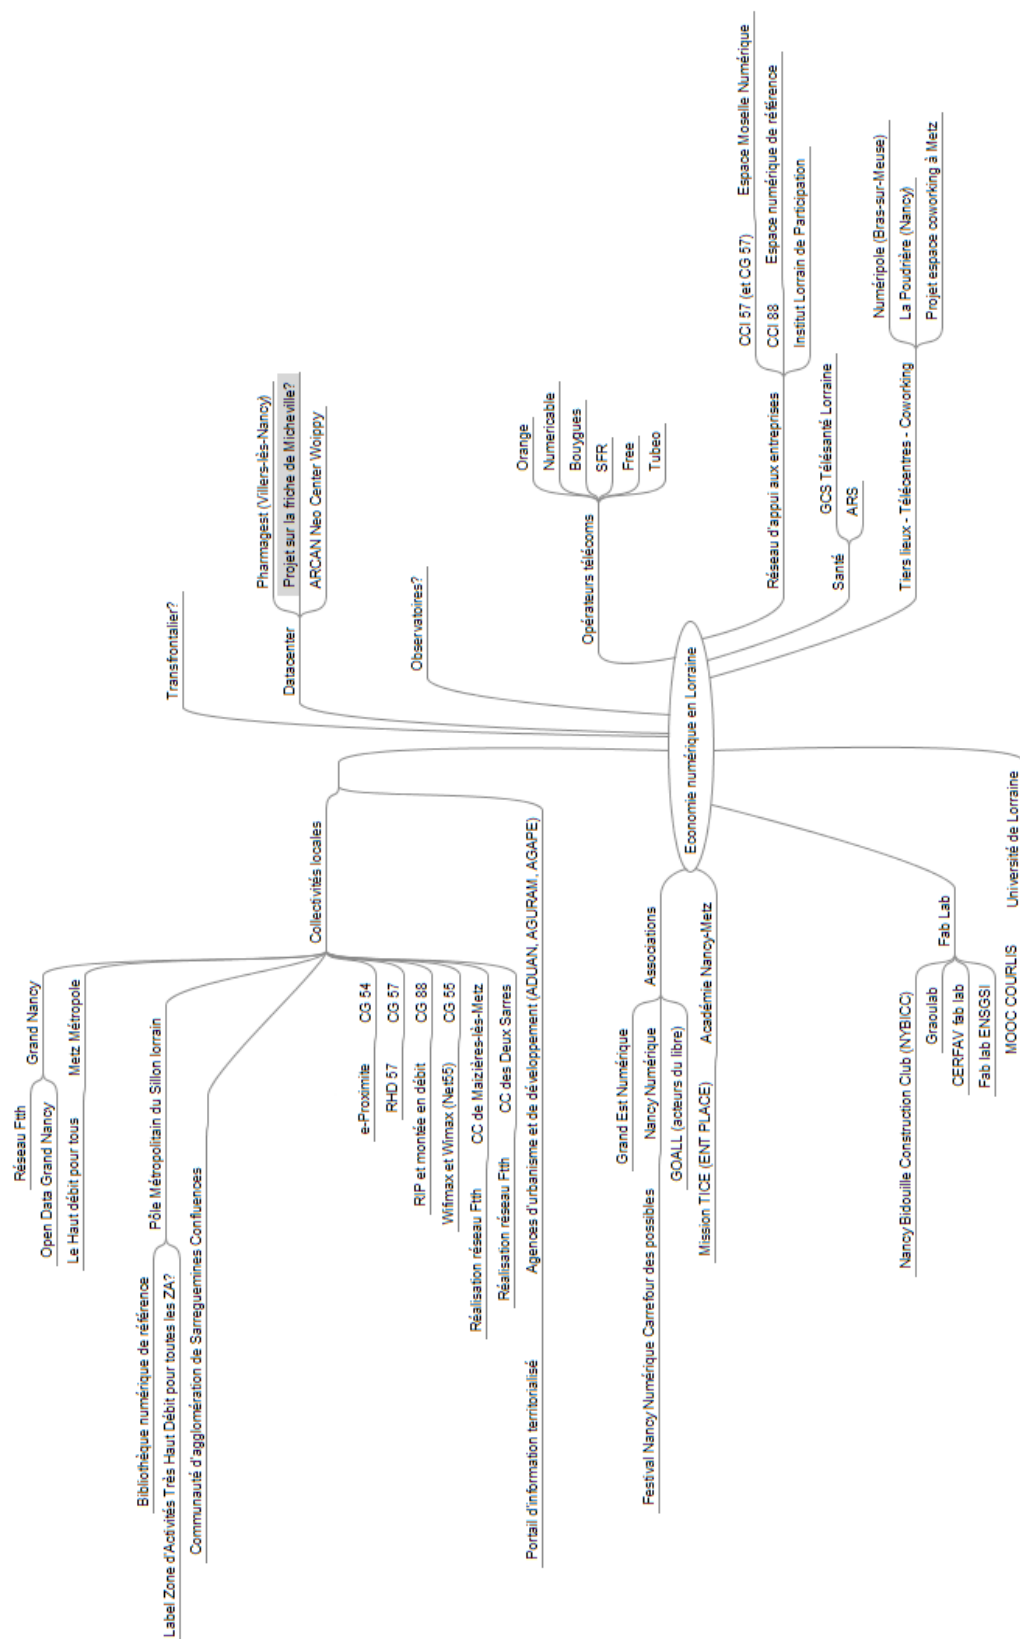 Transfrontalier?
Datacenter
Pharmagest (Villers-lès-Nancy)
Projet sur la friche de Micheville?
ARCAN Neo Center Woippy
Observatoires?
Opérateurs télécoms
Orange
Numericable
Bouygues
SFR
Free
Tubeo
Réseau d'appui aux entreprises
CCI 57 (et CG 57)
Espace Moselle Numérique
CCI 88
Espace numérique de référence
Institut Lorrain de Participation
Santé
GCS Télésanté Lorraine
ARS
Tiers lieux - Télécentres - Coworking
Numéripole (Bras-sur-Meuse)
La Poudrière (Nancy)
Projet espace coworking à Metz
Economie numérique en Lorraine
Collectivités locales
Grand Nancy
Réseau Ftth
Open Data Grand Nancy
Metz Métropole
Le Haut débit pour tous
Pôle Métropolitain du Sillon lorrain
Bibliothèque numérique de référence
Label Zone d'Activités Très Haut Débit pour toutes les ZA?
Communauté d'agglomération de Sarreguemines Confluences
CG 54
e-Proximite
CG 57
RHD 57
CG 88
RIP et montée en débit
CG 55
Wifimax et Wimax (Net55)
CC de Maizières-lès-Metz
Réalisation réseau Ftth
CC des Deux Sarres
Réalisation réseau Ftth
Agences d'urbanisme et de développement (ADUAN, AGURAM, AGAPE)
Portail d'information territorialisé
Associations
Grand Est Numérique
Nancy Numérique
Festival Nancy Numérique Carrefour des possibles
GOALL (acteurs du libre)
Académie Nancy-Metz
Mission TICE (ENT PLACE)
Fab Lab
Nancy Bidouille Construction Club (NYBICC)
Graoulab
CERFAV fab lab
Fab lab ENSGSI
Université de Lorraine
MOOC COURLIS